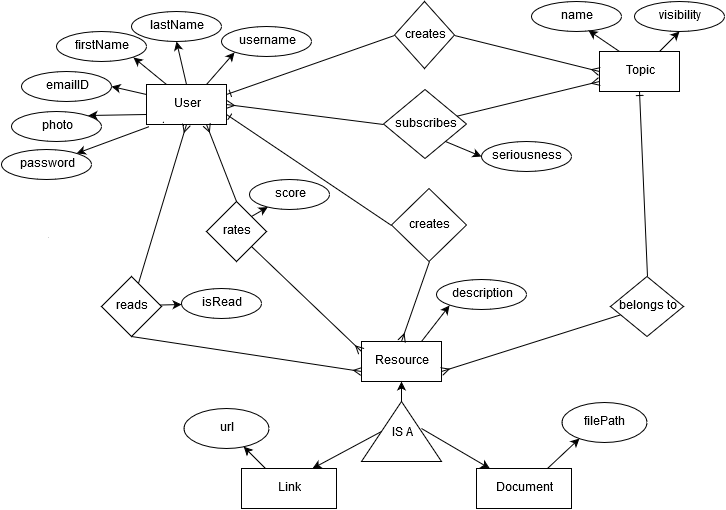 lastName
name
visibility
firstName
username
creates
emailID
User
Topic
photo
subscribes
password
seriousness
score
rates
creates
reads
isRead
description
belongs to
Resource
url
IS A
filePath
Link
Document